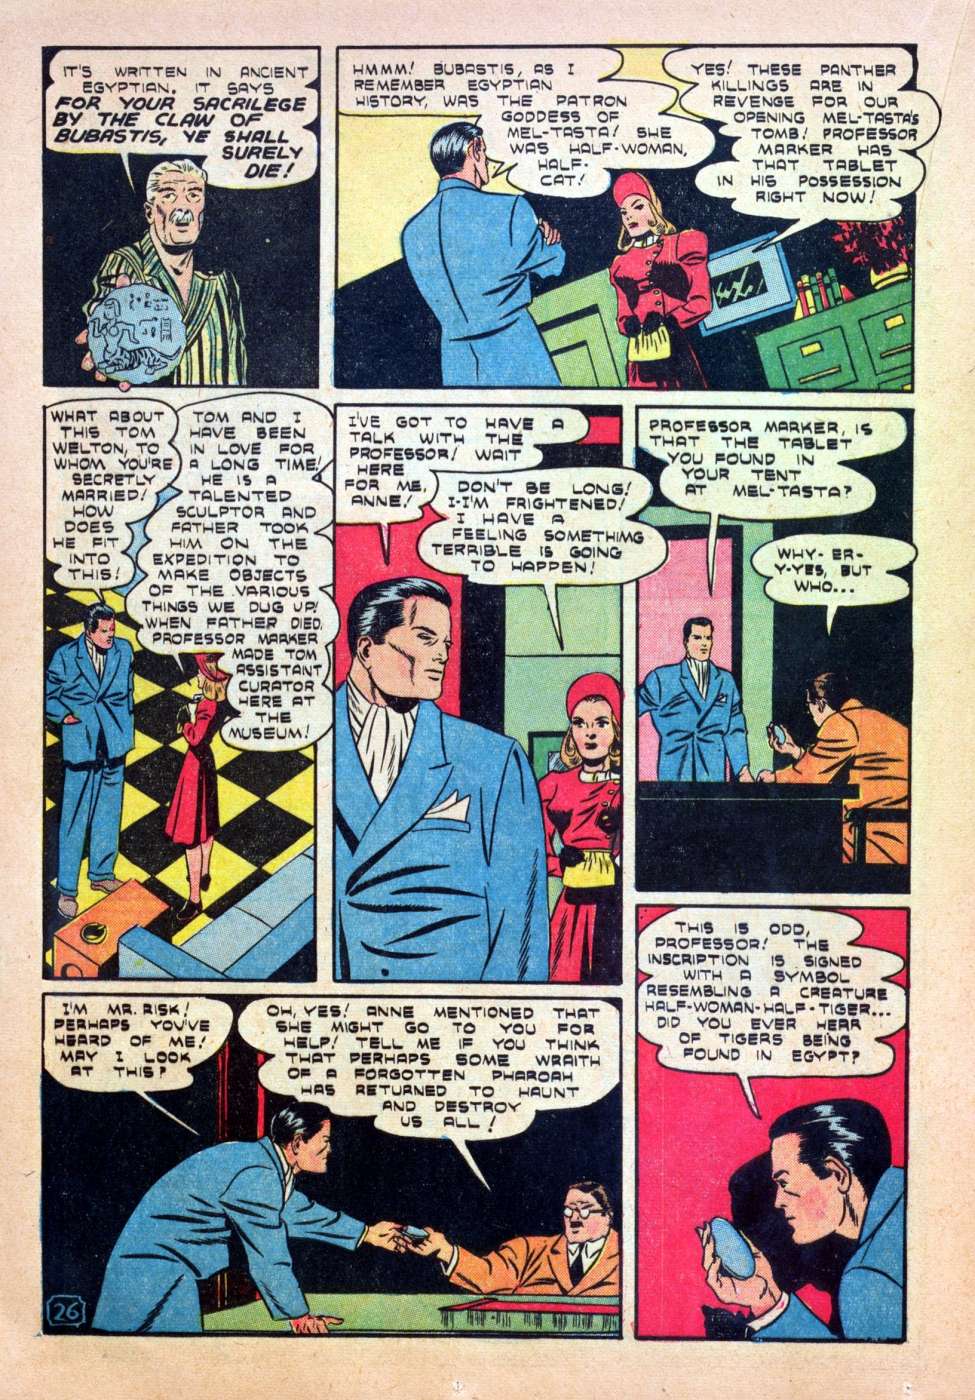 IT'S WRITTEN IN ANCIENT
EGYPTIAN. IT SAYS
FOR YOUR SACRILEGE
BY THE CLAW OF
BUBASTIS, YE SHALL
SURELY
DIE!
HMMM! BUBASTIS, AS I
REMEMBER EGYPTIAN
HISTORY, WAS THE PATRON
GODDESS OF
MEL-TASTA! SHE
WAS HALF-WOMAN,
HALF-
CAT!
YES! THESE PANTHER
KILLINGS ARE IN
REVENGE FOR OUR
OPENING MEL-TASTA'S
TOMB! PROFESSOR
MARKER HAS
THAT TABLET
IN HIS POSSESSION
RIGHT NOW!
WHAT ABOUT
THIS TOM
WELTON, TO
WHOM YOU'RE
SECRETLY
MARRIED!
HOW
DOES
HE FIT
INTO
THIS!
TOM AND I
HAVE BEEN
IN LOVE FOR
A LONG TIME!
HE IS A
TALENTED
SCULPTOR AND
FATHER TOOK
HIM ON THE
EXPEDITION TO
MAKE OBJECTS
OF THE VARIOUS
THINGS WE DUG UP!
WHEN FATHER DIED,
PROFESSOR MARKER
MADE TOM
ASSISTANT
CURATOR
HERE AT
THE
MUSEUM!
I'VE GOT TO HAVE A
TALK WITH THE
PROFESSOR! WAIT
HERE
FOR ME,
ANNE!
DON'T BE LONG!
I-I'M FRIGHTENED!
I HAVE A
FEELING SOMETHIMG
TERRIBLE IS GOING
TO HAPPEN!
PROFESSOR MARKER, IS
THAT THE TABLET
YOU FOUND IN
YOUR TENT
AT MEL-TASTA?
WHY- ER-
Y-YES, BUT
WHO...
I'M MR. RISK!
PERHAPS YOU'VE
HEARD OF ME!
MAY I LOOK
AT THIS?
OH, YES! ANNE MENTIONED THAT
SHE MIGHT GO TO YOU FOR
HELP! TELL ME IF YOU THINK
THAT PERHAPS SOME WRAITH
OF A FORGOTTEN PHAROAH
HAS RETURNED TO HAUNT
AND DESTROY
US ALL!
THIS IS ODD,
PROFESSOR! THE
INSCRIPTION IS SIGNED
WITH A SYMBOL
RESEMBLING A CREATURE
HALF-WOMAN-HALF-TIGER...
DID YOU EVER HEAR
OF TIGERS BEING
FOUND IN EGYPT?
26